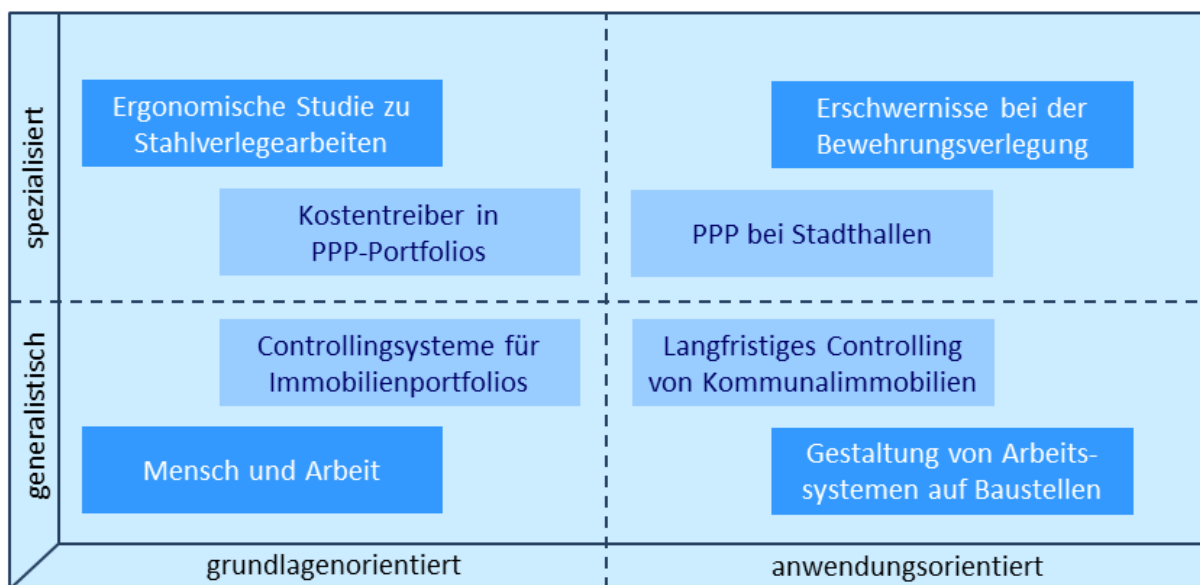 spezialisiert
Ergonomische Studie zu
Stahlverlegearbeiten
Erschwernisse bei der
Bewehrungsverlegung
Kostentreiber in
PPP-Portfolios
PPP bei Stadthallen
generalistisch
Controllingsysteme für
Immobilienportfolios
Langfristiges Controlling
von Kommunalimmobilien
Mensch und Arbeit
Gestaltung von Arbeits-
systemen auf Baustellen
grundlagenorientiert
anwendungsorientiert